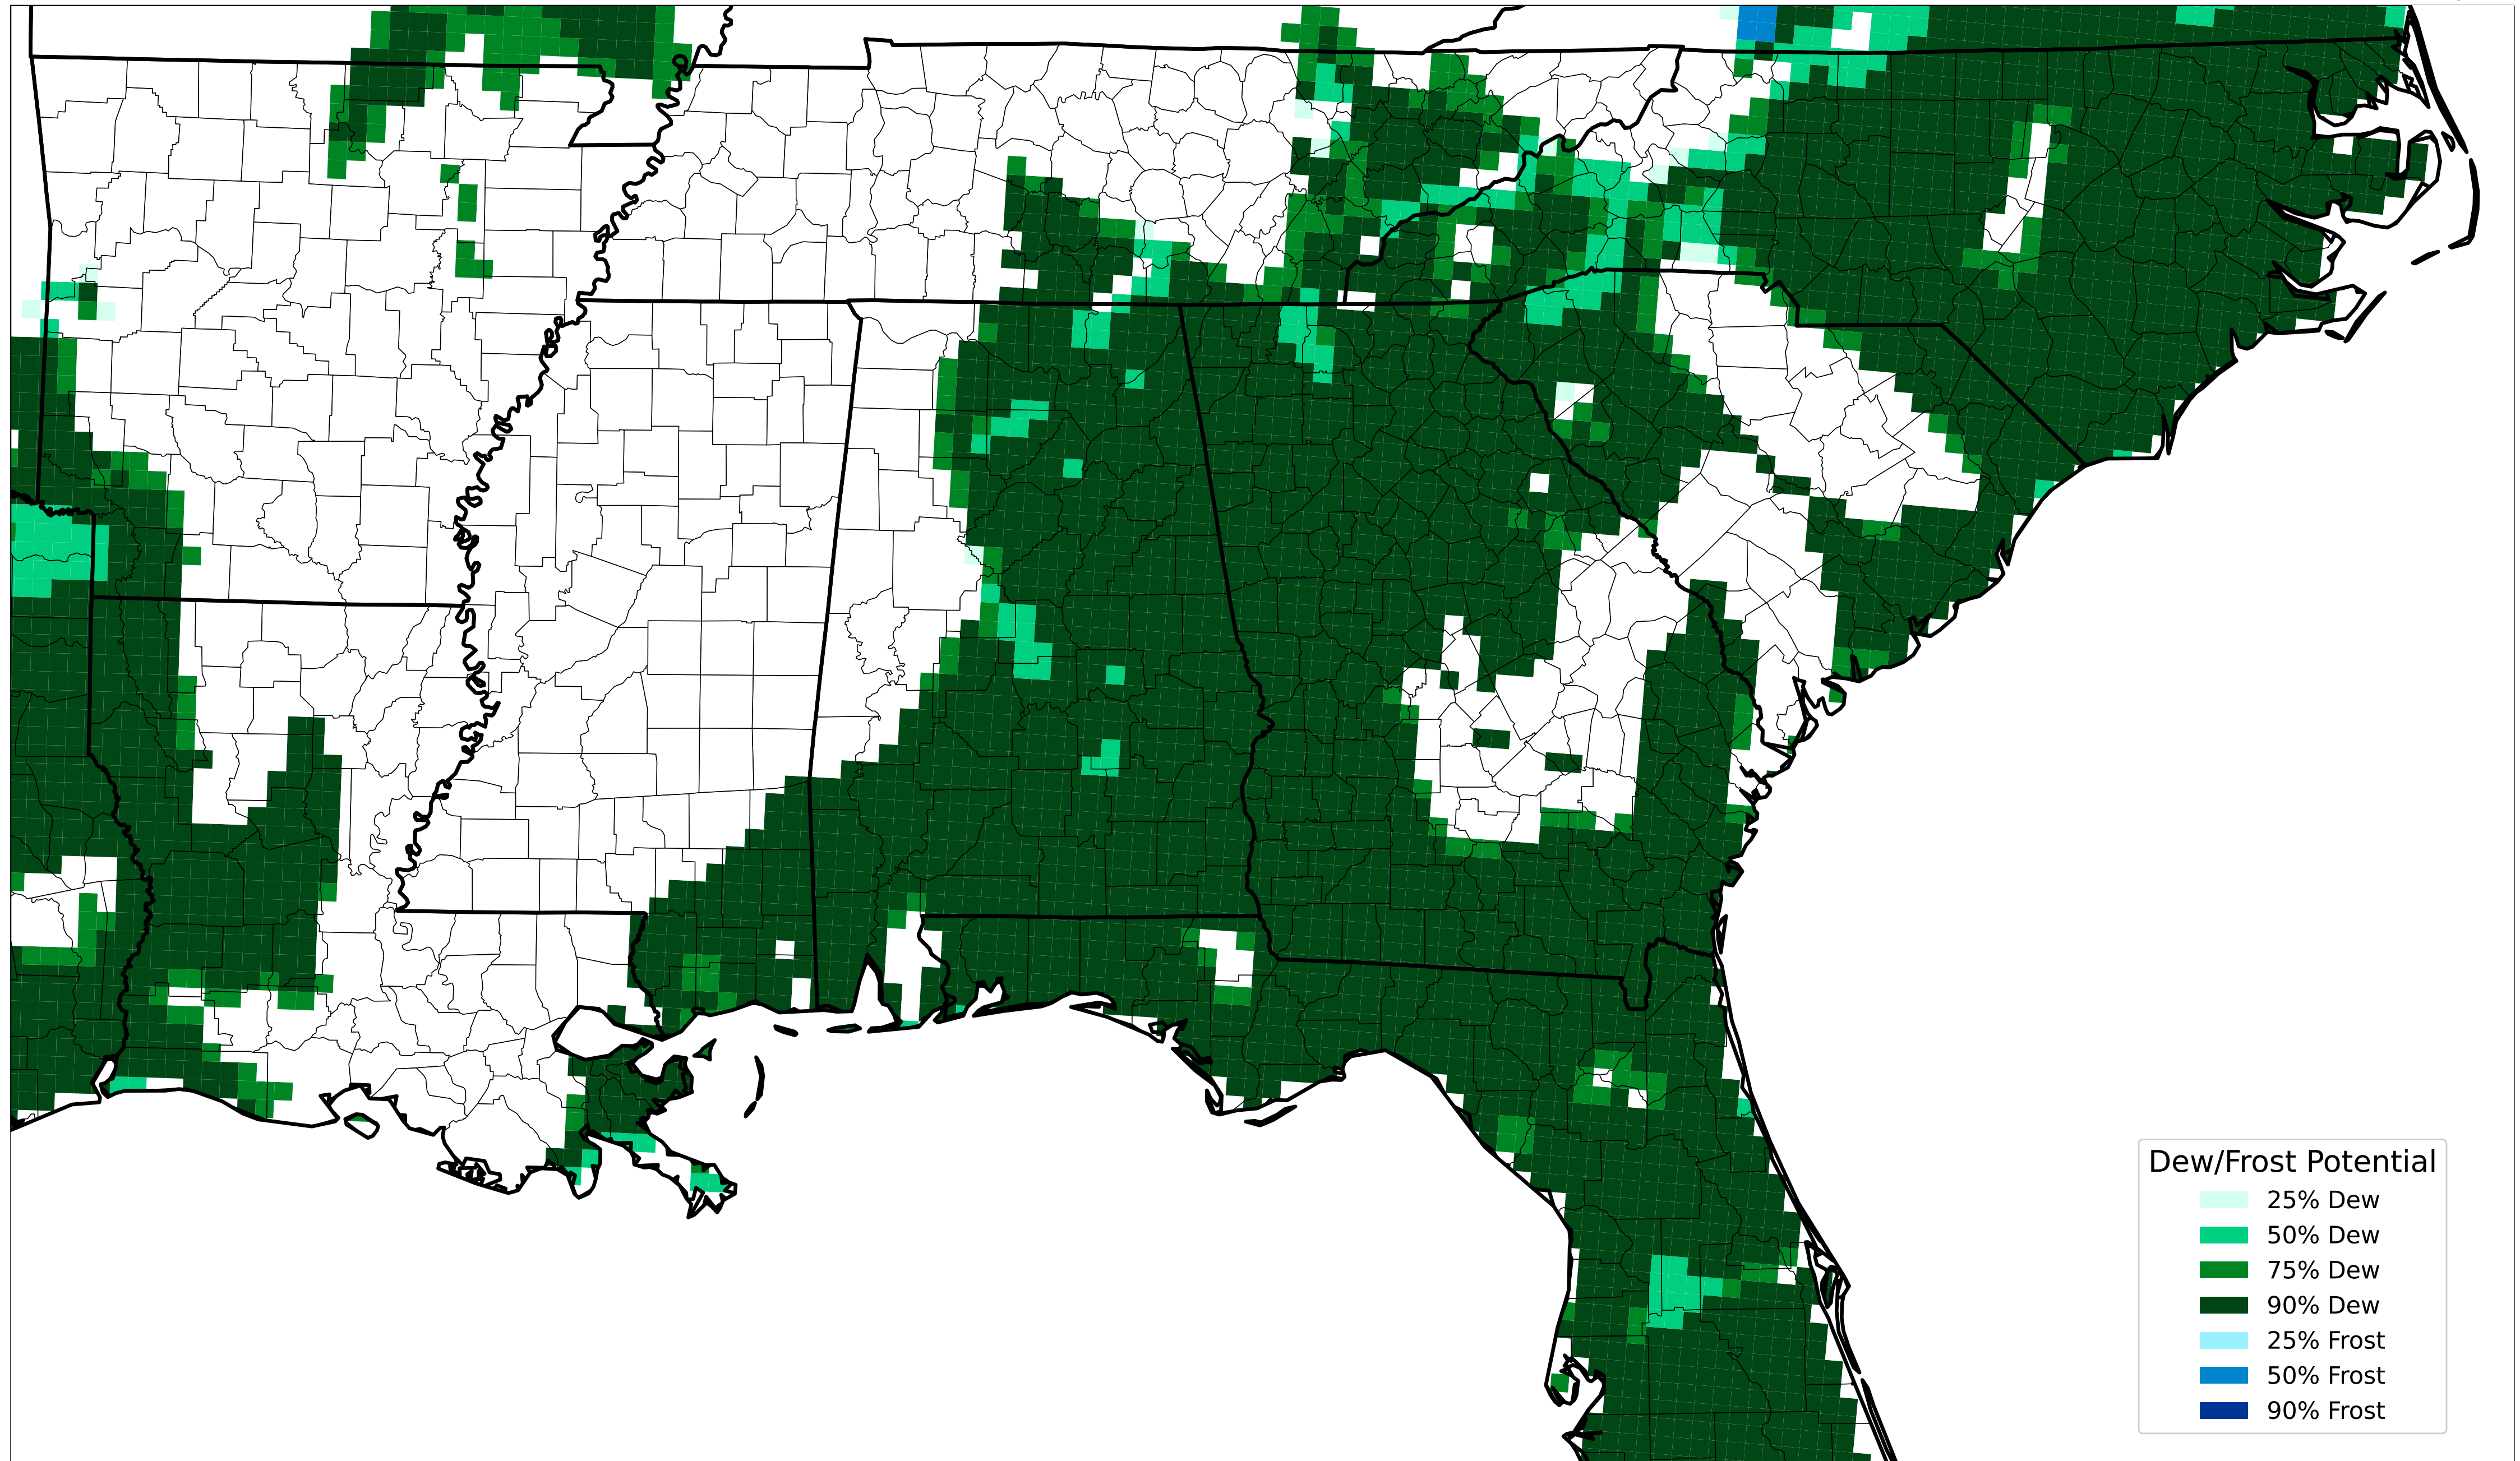 Dew/Frost Potential
25% Dew
50% Dew
75% Dew
90% Dew
25% Frost
50% Frost
90% Frost